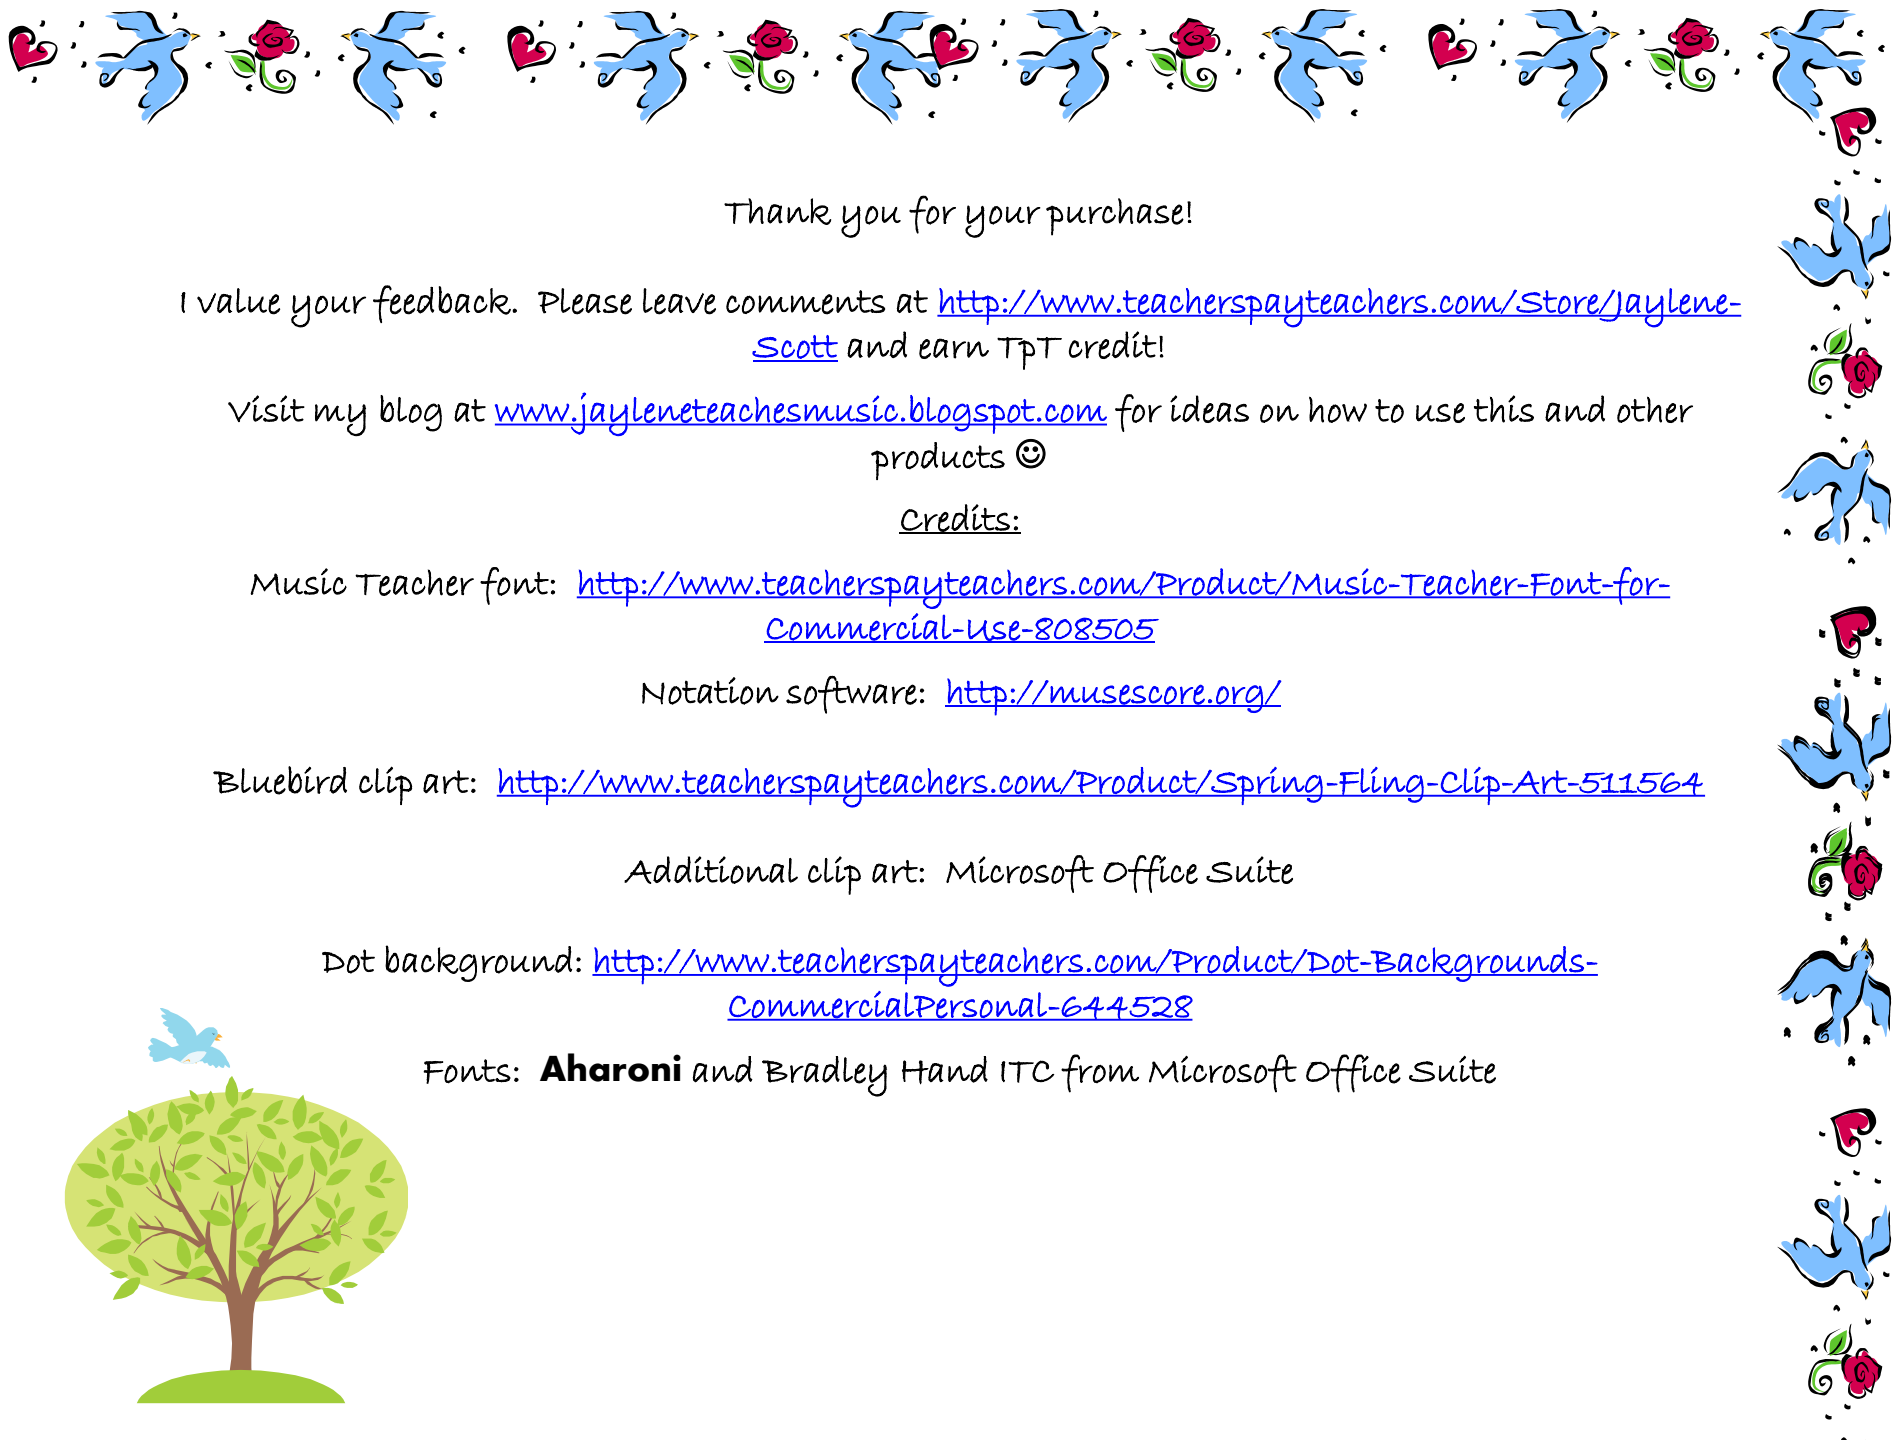 Thank you for your purchase!
I value your feedback.  Please leave comments at http://www.teacherspayteachers.com/Store/Jaylene-
Scott and earn TpT credit!
Visit my blog at www.jayleneteachesmusic.blogspot.com for ideas on how to use this and other
products ☺
Credits:
Music Teacher font:  http://www.teacherspayteachers.com/Product/Music-Teacher-Font-for-
Commercial-Use-808505
Notation software:  http://musescore.org/
Bluebird clip art:  http://www.teacherspayteachers.com/Product/Spring-Fling-Clip-Art-511564
Additional clip art:  Microsoft Office Suite
Dot background: http://www.teacherspayteachers.com/Product/Dot-Backgrounds-
CommercialPersonal-644528
Fonts:  Aharoni and Bradley Hand ITC from Microsoft Office Suite